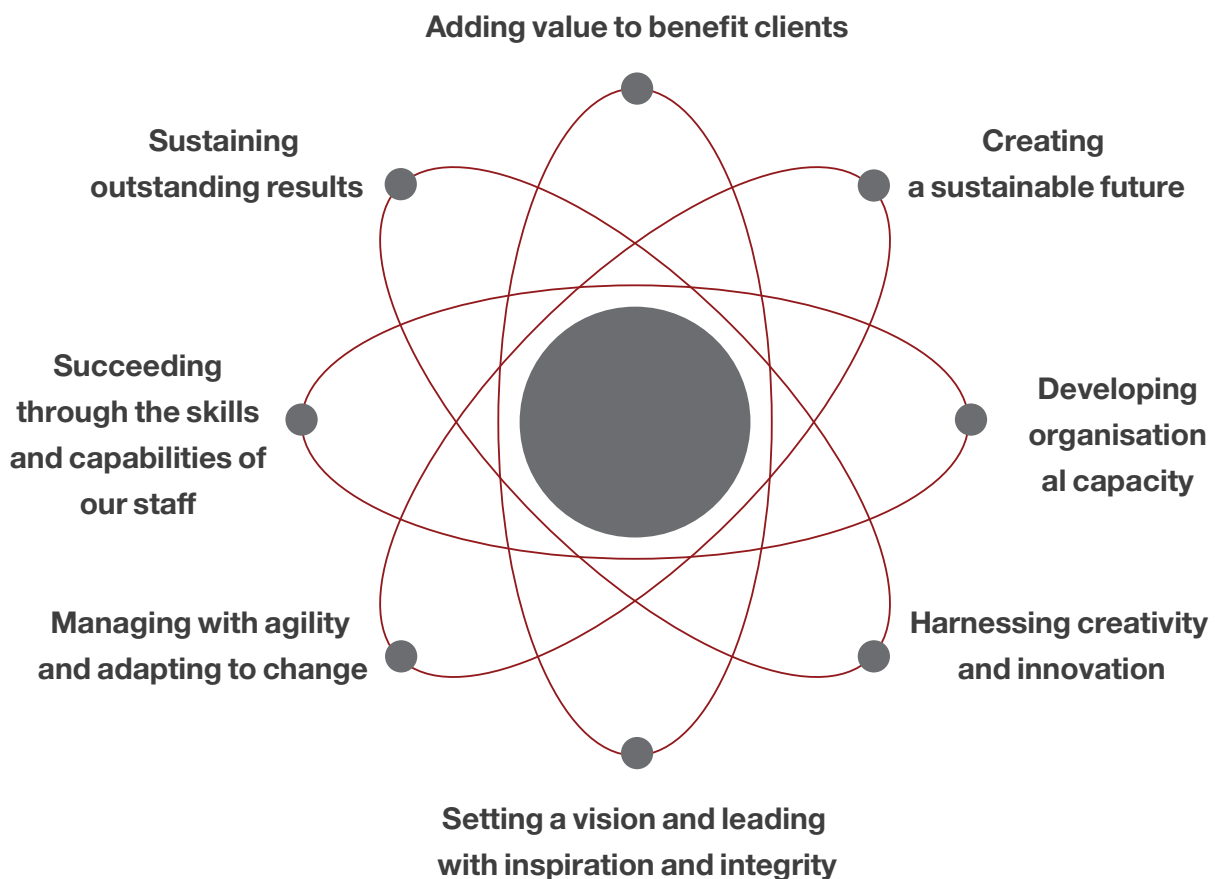 Adding value to benefit clients
Sustaining
outstanding results
Creating
a sustainable future
Succeeding
through the skills
and capabilities of
our staff
Developing
organisation
al capacity
Managing with agility
and adapting to change
Harnessing creativity
and innovation
Setting a vision and leading
with inspiration and integrity